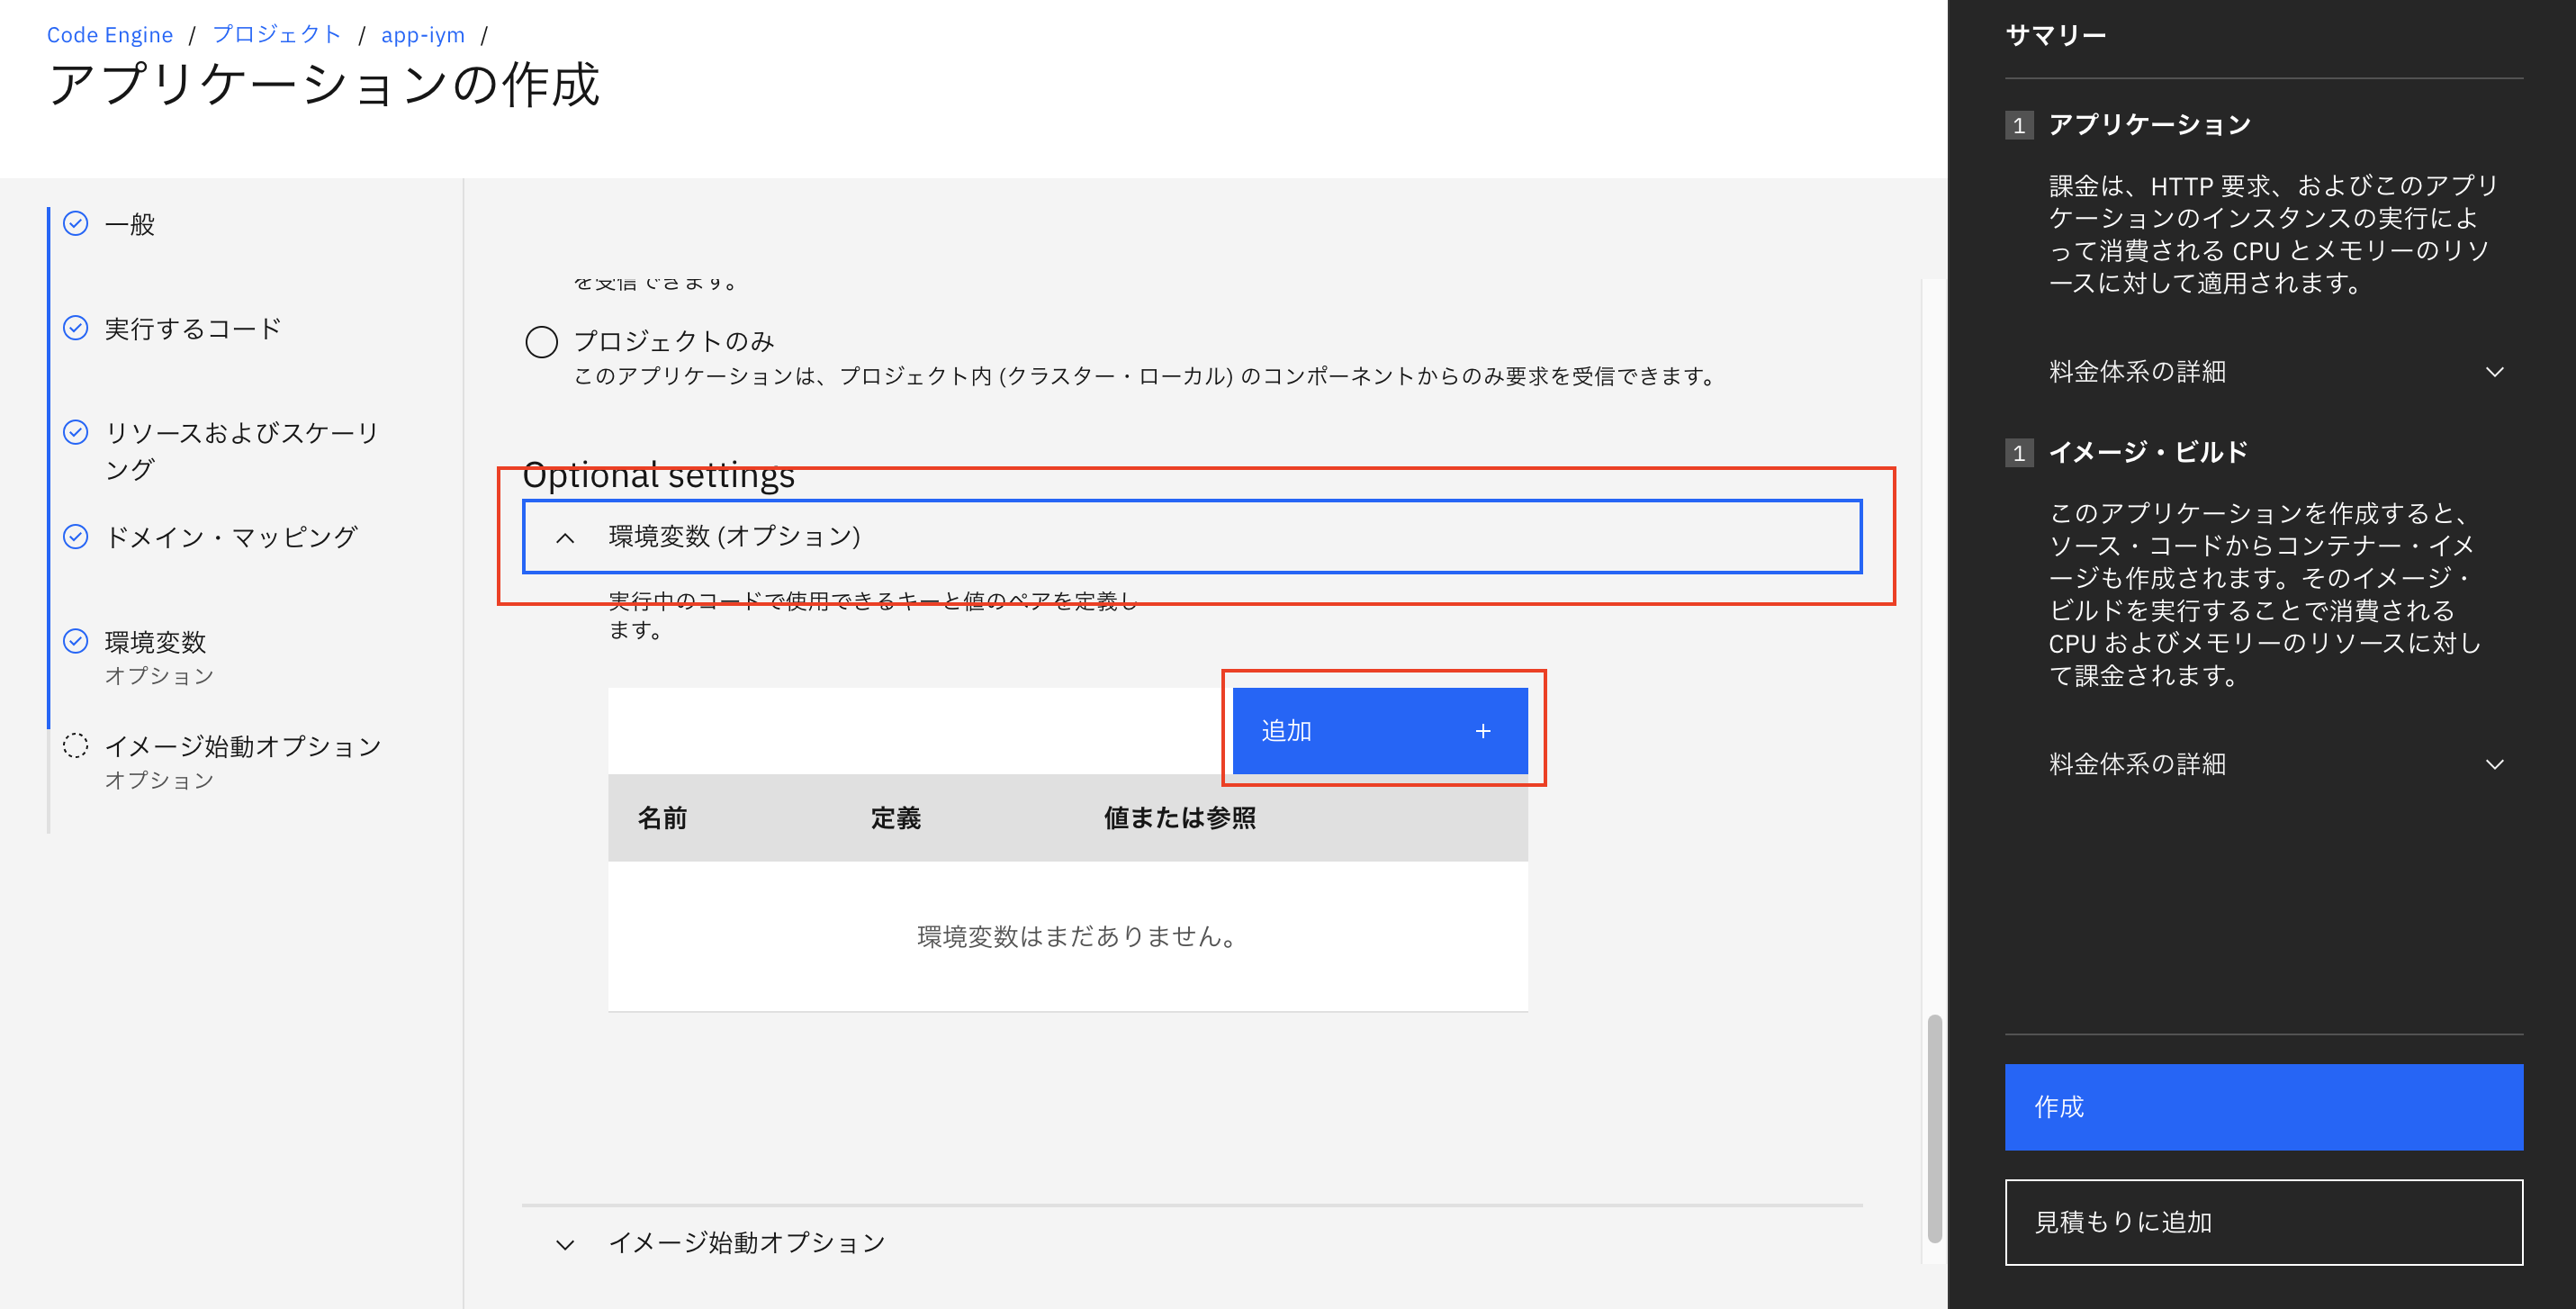 Code Engine / プロジェクト / app-iym /
アプリケーションの作成
一般
実行するコード
リソースおよびスケーリ
ング
ドメイン・マッピング
環境変数
オプション
イメージ始動オプション
オプション
を受信できます。
プロジェクトのみ
このアプリケーションは、プロジェクト内 (クラスター・ローカル) のコンポーネントからのみ要求を受信できます。
Optional settings
環境変数 (オプション)
実行中のコードで使用できるキーと値のペアを定義し
ます。
追加 +
名前 定義 値または参照
環境変数はまだありません。
イメージ始動オプション
サマリー
1 アプリケーション
課金は、HTTP 要求、およびこのアプリ
ケーションのインスタンスの実行によ
って消費される CPU とメモリーのリソ
ースに対して適用されます。
料金体系の詳細
1 イメージ・ビルド
このアプリケーションを作成すると、
ソース・コードからコンテナー・イメ
ージも作成されます。そのイメージ・
ビルドを実行することで消費される
CPU およびメモリーのリソースに対し
て課金されます。
料金体系の詳細
作成
見積もりに追加